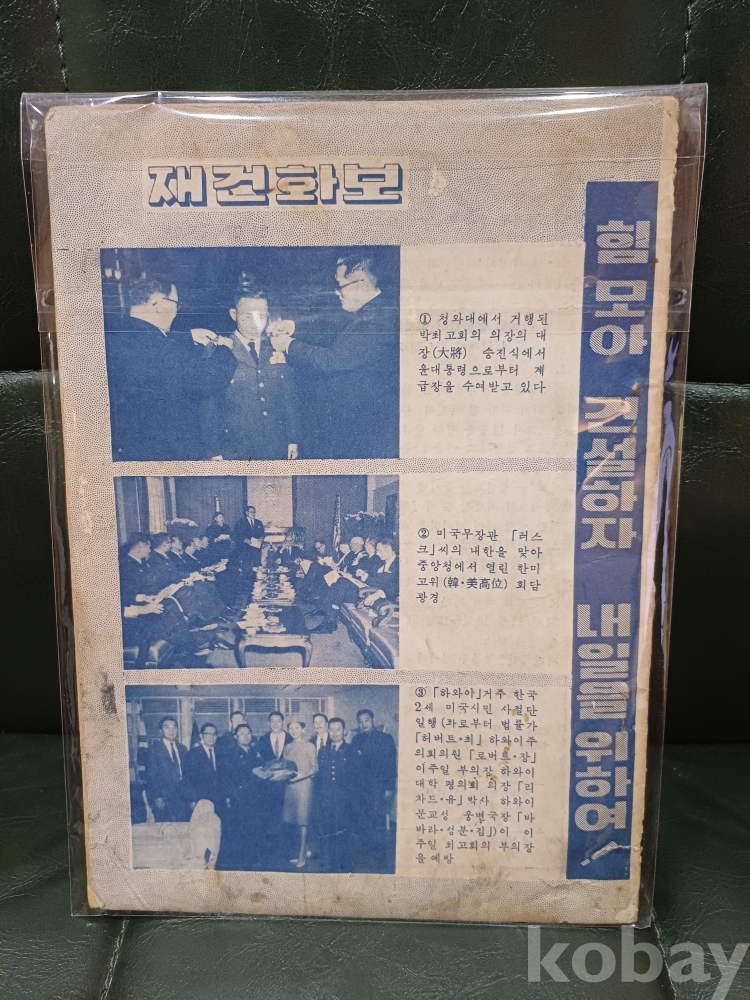 재건화보
① 청와대에서 거행된
박최고회의 의장의 대
장(大將) 승진식에서
윤대통령으로부터 계
급장을 수여받고 있다
② 미국무장관 「러스
크」씨의 내한을 맞아
중앙청에서 열린 한미
고위(韓·美高位) 회담
광경
③ 「하와이」거주 한국
2세 미국시민 사절단
일행 (좌로부터 법률가
「허버트·최」 하와이주
의회의원 「로버트·장」
이주일 부의장 하와이
대학 평의회 의장 「리
차드·유」박사 하와이
문교성 웅변국장 「바
바라·성분·김」)이 이
주일 최고회의 부의장
을 예방
힘 모아 건설하자 내일을 위하여!
kobay